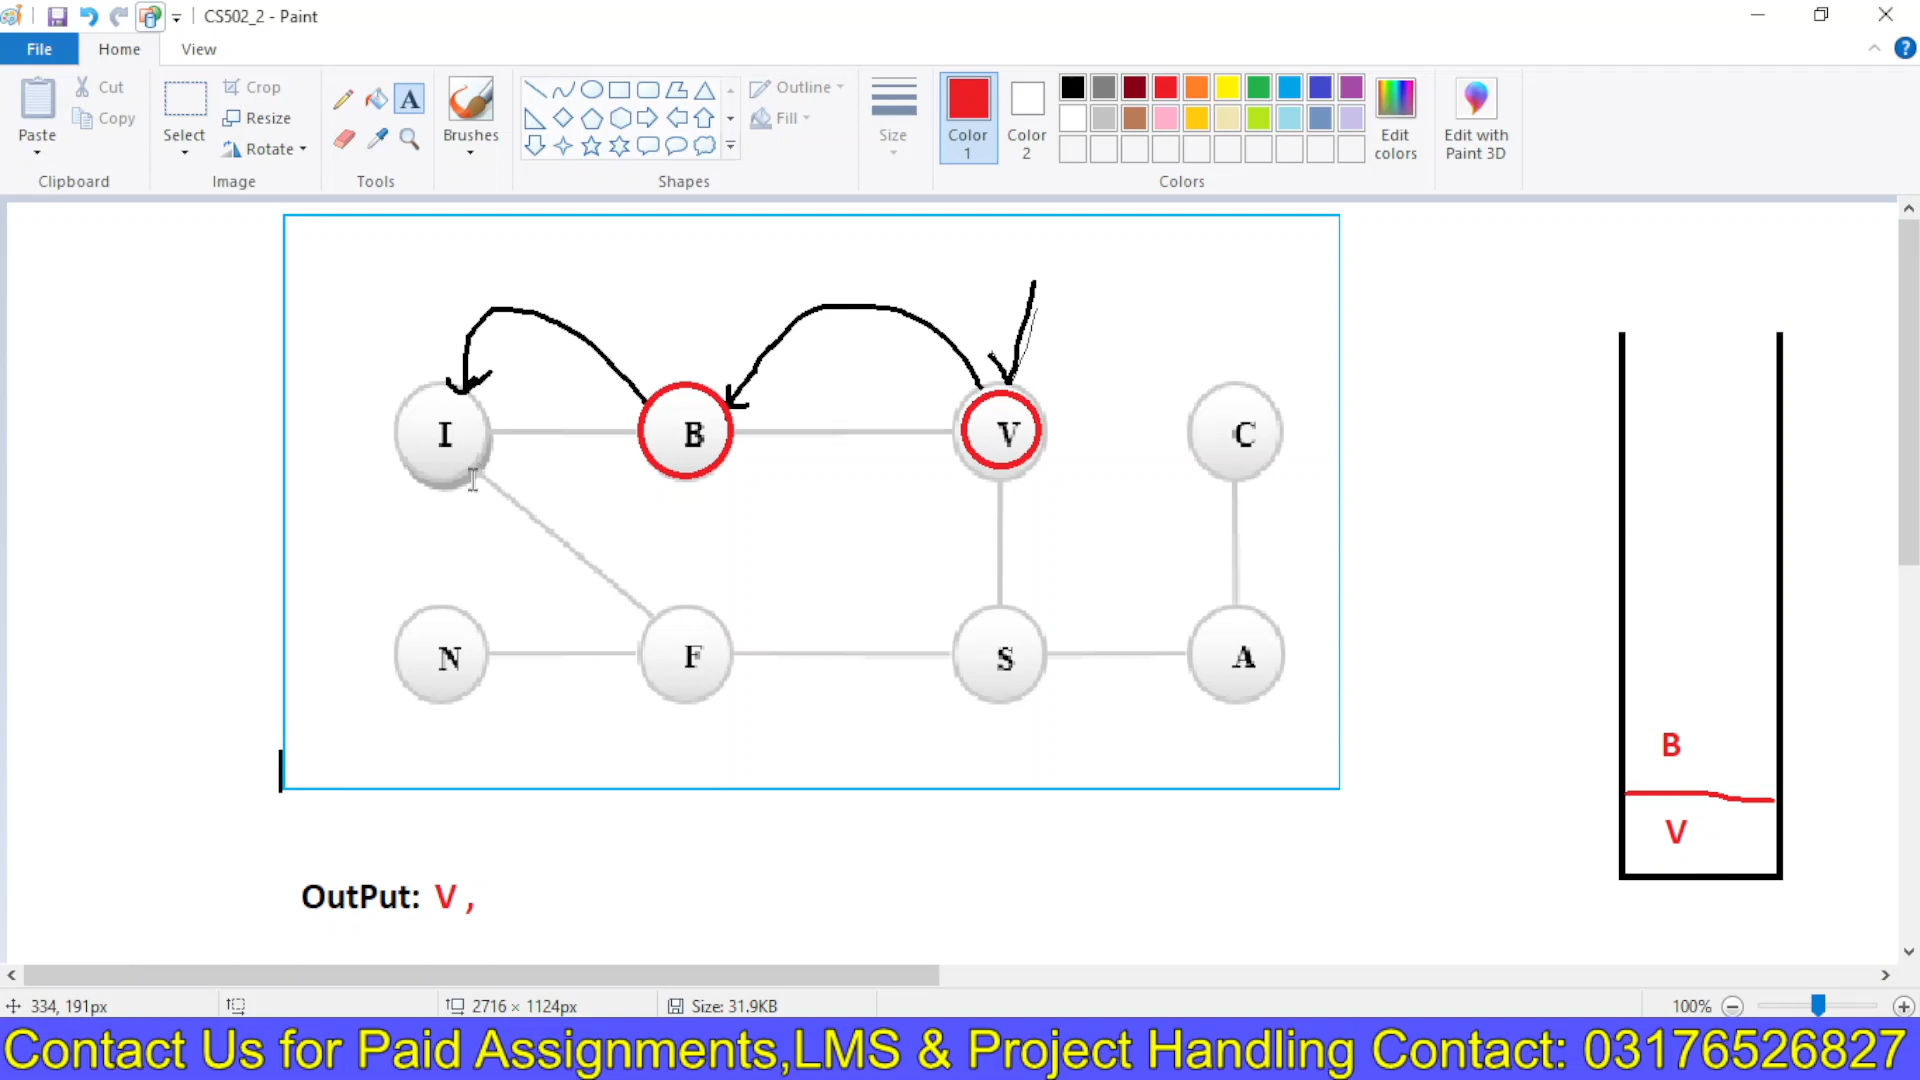 CS502_2 - Paint
File Home View
Paste Cut Copy Clipboard
Select Crop Resize Rotate Image
A Tools
Brushes
Shapes
Outline Fill
Size
Color 1 Color 2
Edit colors
Edit with Paint 3D
Colors
I B V C
N F S A
B
V
OutPut: V ,
334, 191px 2716 × 1124px Size: 31.9KB 100%
Contact Us for Paid Assignments,LMS & Project Handling Contact: 03176526827